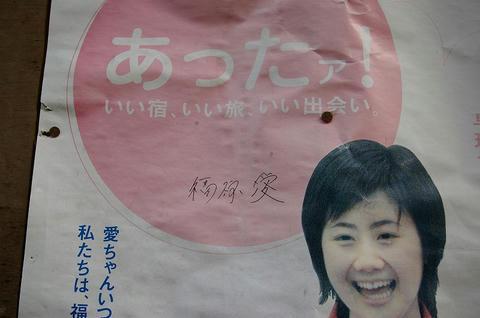 あったァ!
いい宿、いい旅、いい出会い。
福原愛
愛ちゃんいつ
私たちは、福